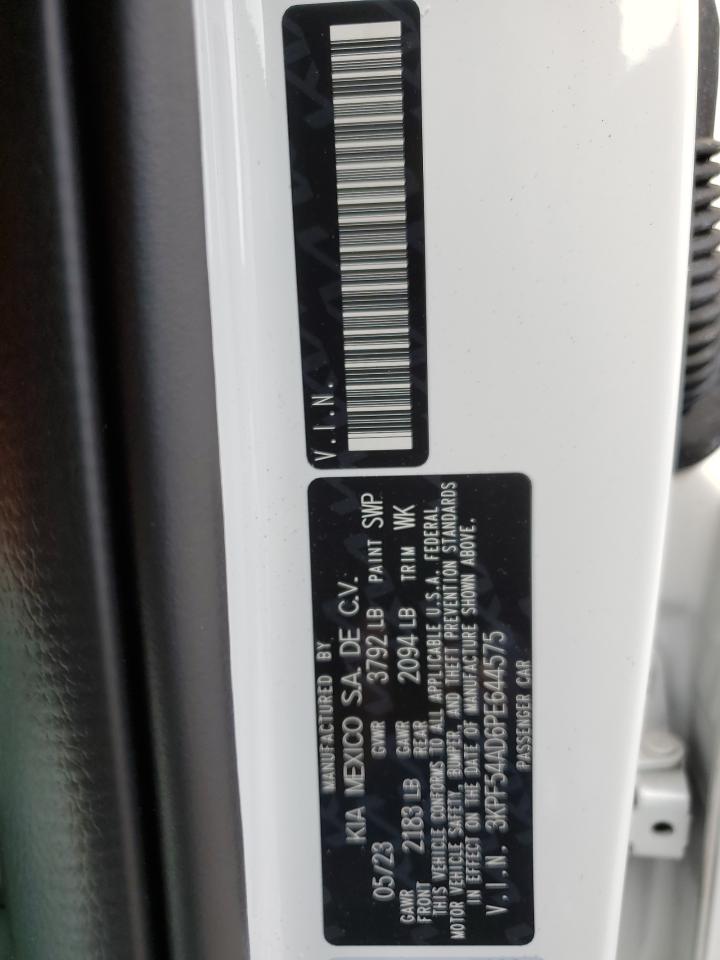 V.I.N.
MANUFACTURED BY
KIA MEXICO S.A. DE C.V.
05/23 GVWR 3792 LB PAINT SWP
GAWR FRONT 2183 LB GAWR REAR 2094 LB TRIM WK
THIS VEHICLE CONFORMS TO ALL APPLICABLE U.S.A. FEDERAL
MOTOR VEHICLE SAFETY, BUMPER, AND THEFT PREVENTION STANDARDS
IN EFFECT ON THE DATE OF MANUFACTURE SHOWN ABOVE.
V.I.N. 3KPF54AD6PE644575
PASSENGER CAR